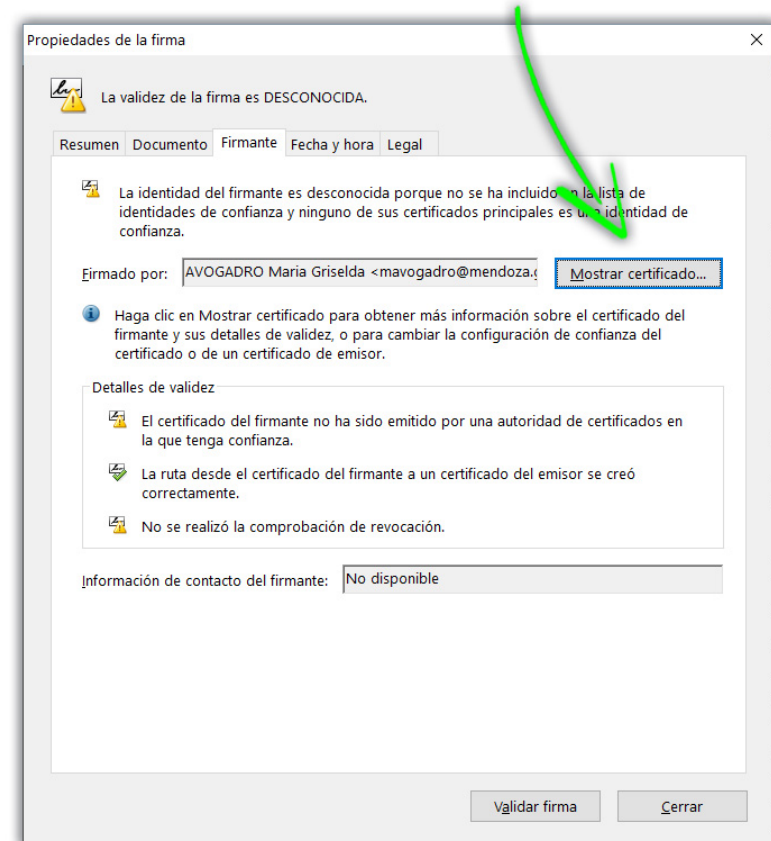 Propiedades de la firma
La validez de la firma es DESCONOCIDA.
Resumen Documento Firmante Fecha y hora Legal
La identidad del firmante es desconocida porque no se ha incluido en la lista de
identidades de confianza y ninguno de sus certificados principales es una identidad de
confianza.
Firmado por: AVOGADRO Maria Griselda <mavogadro@mendoza.g Mostrar certificado...
Haga clic en Mostrar certificado para obtener más información sobre el certificado del
firmante y sus detalles de validez, o para cambiar la configuración de confianza del
certificado o de un certificado de emisor.
Detalles de validez
El certificado del firmante no ha sido emitido por una autoridad de certificados en
la que tenga confianza.
La ruta desde el certificado del firmante a un certificado del emisor se creó
correctamente.
No se realizó la comprobación de revocación.
Información de contacto del firmante: No disponible
Validar firma Cerrar